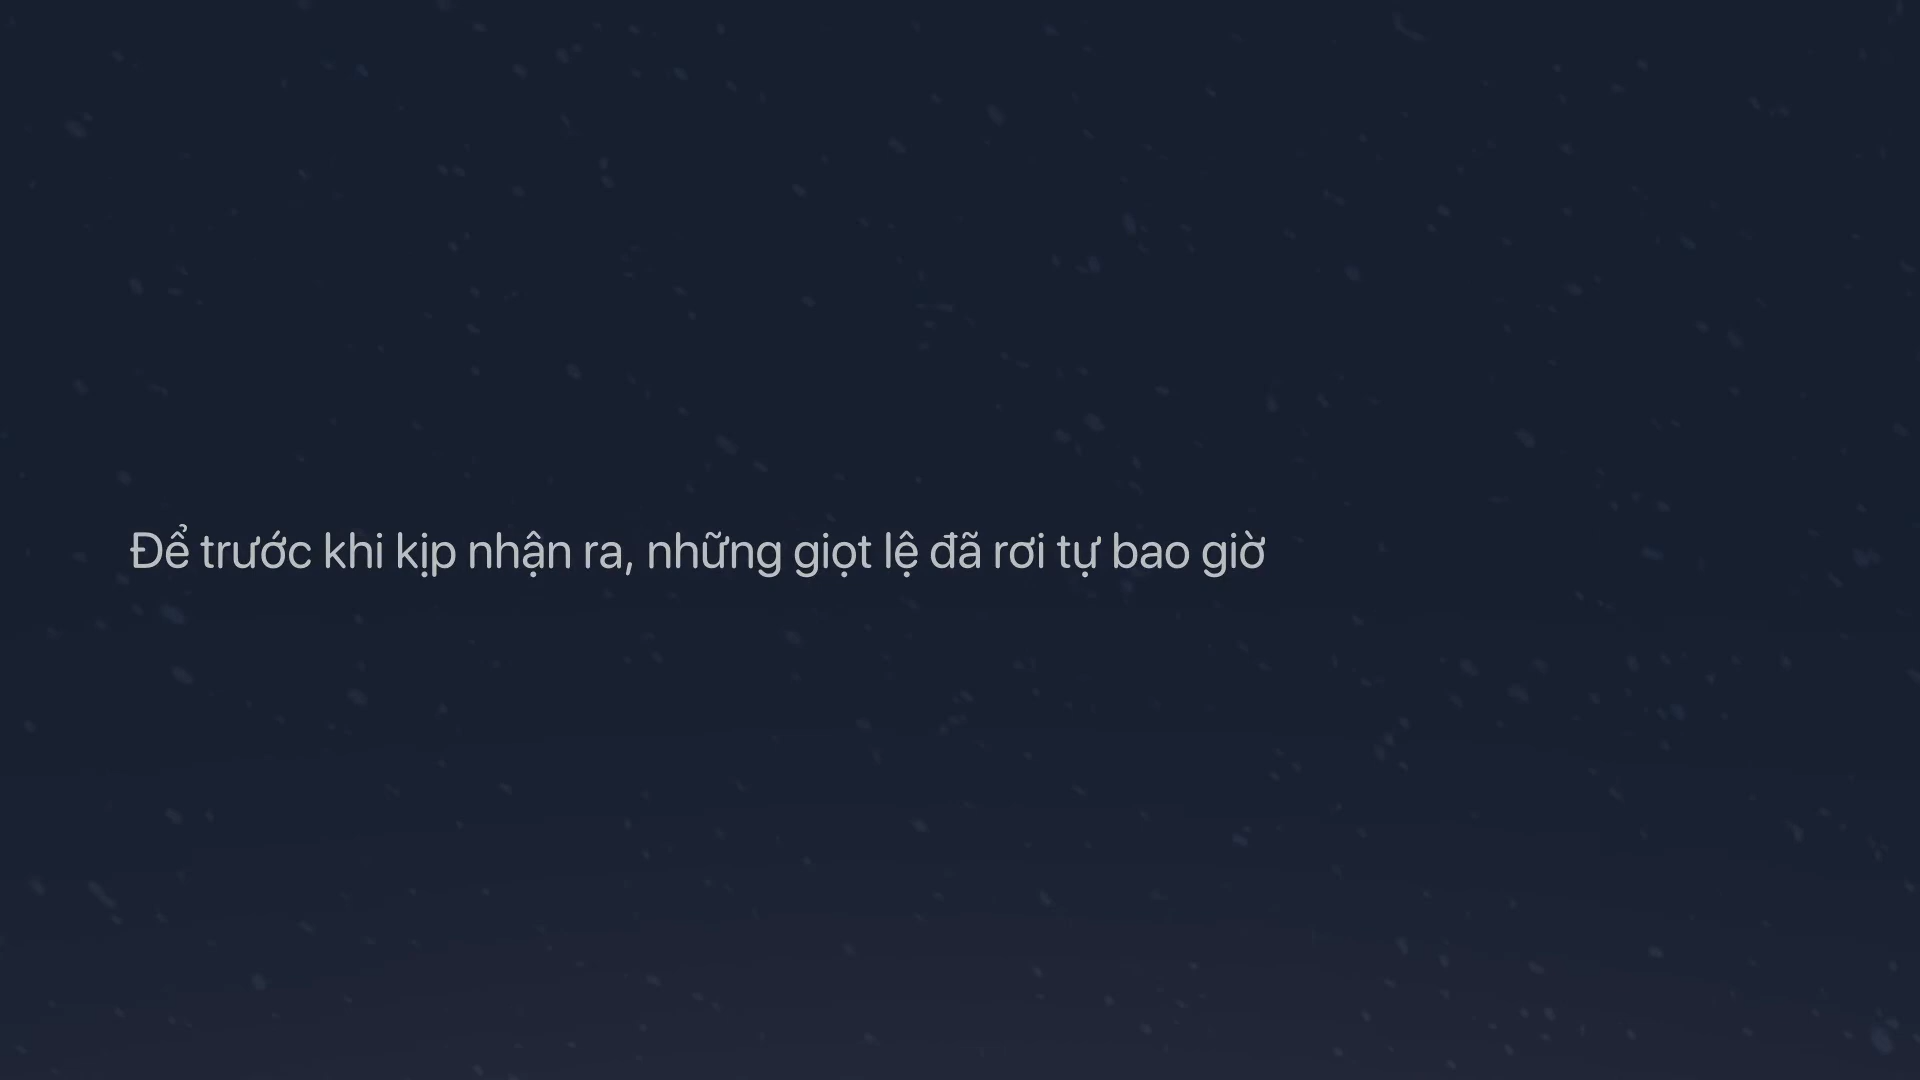 Để trước khi kịp nhận ra, những giọt lệ đã rơi tự bao giờ